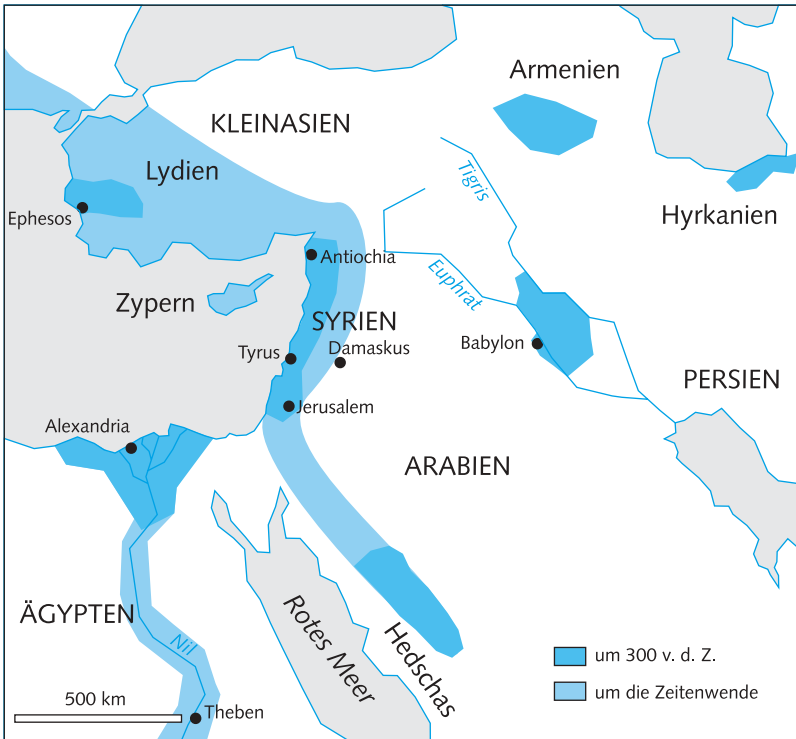 Armenien
KLEINASIEN
Lydien
Tigris
Ephesos
Hyrkanien
Antiochia
Euphrat
Zypern
SYRIEN
Tyrus
Damaskus
Babylon
PERSIEN
Jerusalem
Alexandria
ARABIEN
ÄGYPTEN
Rotes Meer
Hedschas
Nil
um 300 v. d. Z.
um die Zeitenwende
500 km
Theben